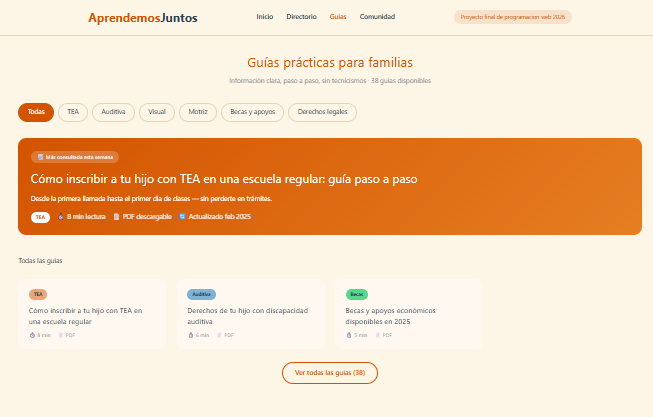 AprendemosJuntos
Inicio Directorio Guías Comunidad
Proyecto final de programacion web 2026
Guías prácticas para familias
Información clara, paso a paso, sin tecnicismos · 38 guías disponibles
Todas TEA Auditiva Visual Motriz Becas y apoyos Derechos legales
Más consultada esta semana
Cómo inscribir a tu hijo con TEA en una escuela regular: guía paso a paso
Desde la primera llamada hasta el primer día de clases — sin perderte en trámites.
TEA 8 min lectura PDF descargable Actualizado feb 2025
Todas las guías
TEA
Cómo inscribir a tu hijo con TEA en
una escuela regular
8 min PDF
Auditiva
Derechos de tu hijo con discapacidad
auditiva
6 min PDF
Becas
Becas y apoyos económicos
disponibles en 2025
5 min PDF
Ver todas las guías (38)